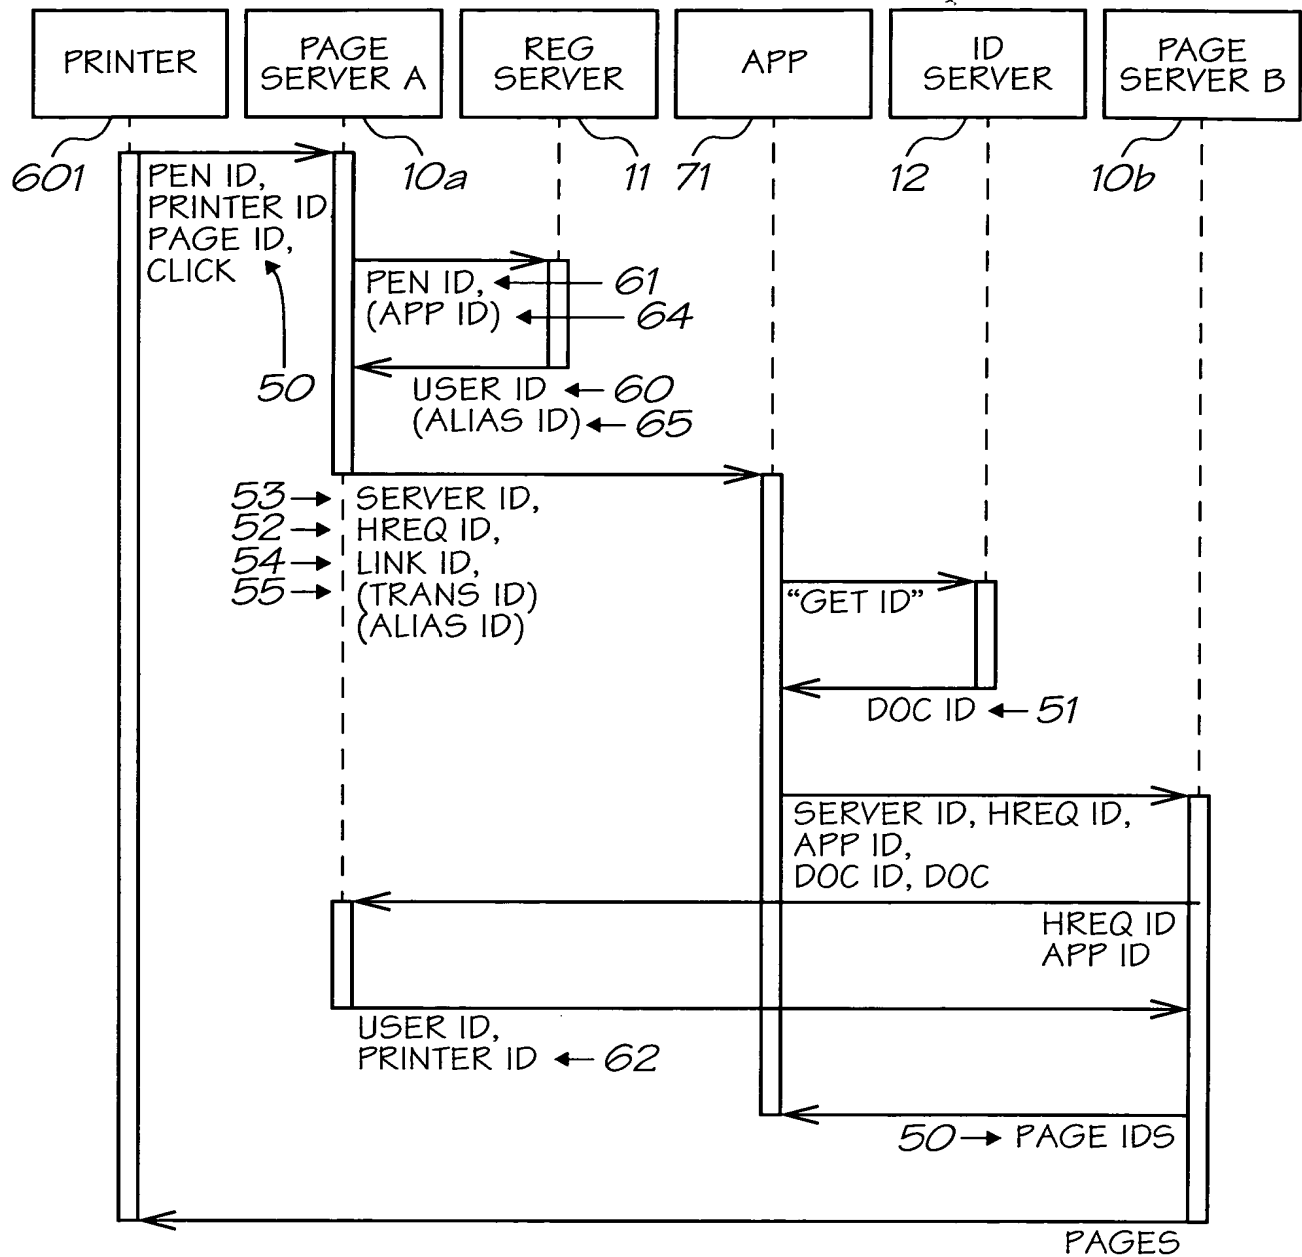 PRINTER
PAGE
SERVER A
REG
SERVER
APP
ID
SERVER
PAGE
SERVER B
601
10a
11
71
12
10b
PEN ID,
PRINTER ID
PAGE ID,
CLICK
50
PEN ID, 61
(APP ID) 64
USER ID 60
(ALIAS ID) 65
53 SERVER ID,
52 HREQ ID,
54 LINK ID,
55 (TRANS ID)
(ALIAS ID)
“GET ID”
DOC ID 51
SERVER ID, HREQ ID,
APP ID,
DOC ID, DOC
HREQ ID
APP ID
USER ID,
PRINTER ID 62
50 PAGE IDS
PAGES